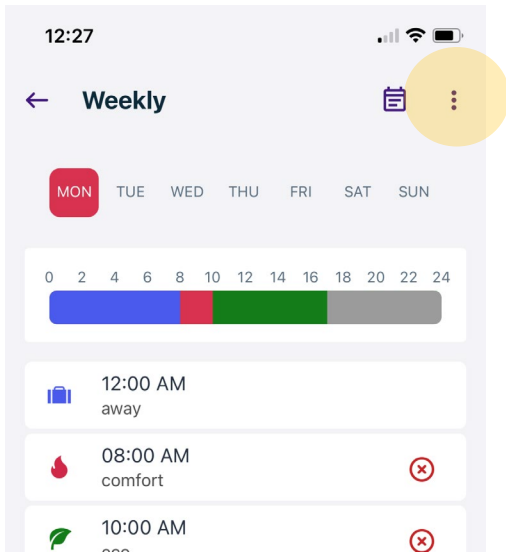 12:27
Weekly
MON TUE WED THU FRI SAT SUN
0 2 4 6 8 10 12 14 16 18 20 22 24
12:00 AM
away
08:00 AM
comfort
10:00 AM